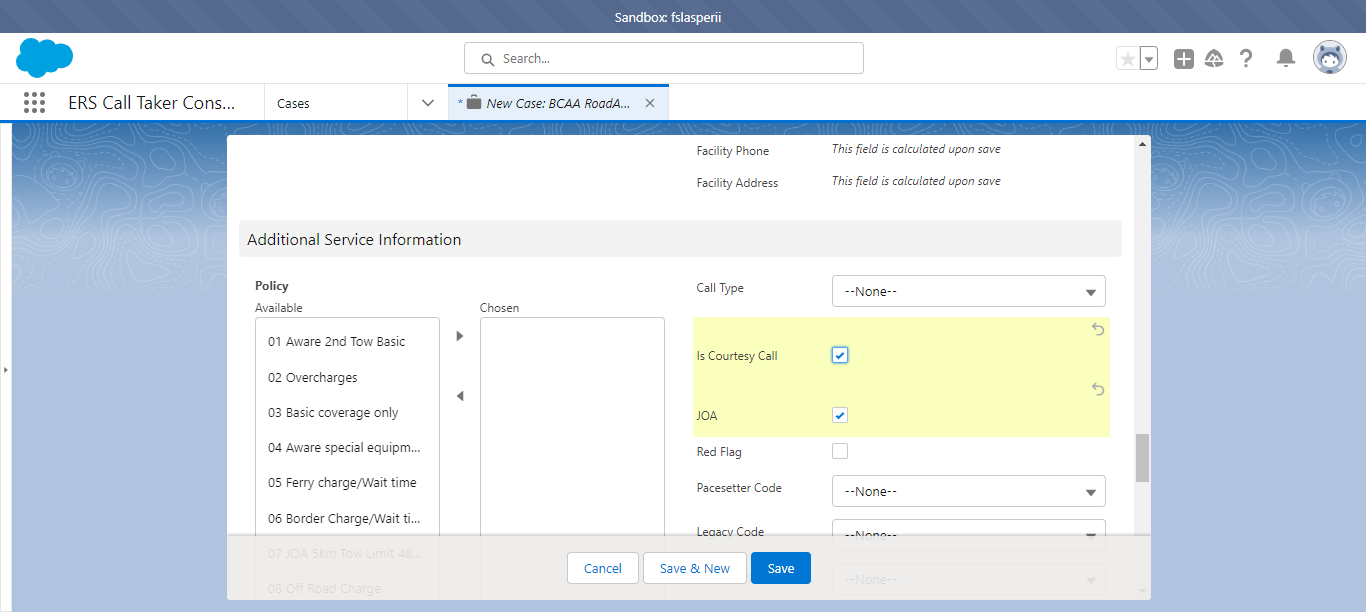 Sandbox: fslasperii
Search...
ERS Call Taker Cons...
Cases
* New Case: BCAA RoadA...
Facility Phone
This field is calculated upon save
Facility Address
This field is calculated upon save
Additional Service Information
Policy
Available
Chosen
01 Aware 2nd Tow Basic
02 Overcharges
03 Basic coverage only
04 Aware special equipm...
05 Ferry charge/Wait time
06 Border Charge/Wait ti...
07 JOA 5km Tow Limit 48...
08 Off Road Charge
Call Type
--None--
Is Courtesy Call
JOA
Red Flag
Pacesetter Code
--None--
Legacy Code
--None--
--None--
Cancel
Save & New
Save